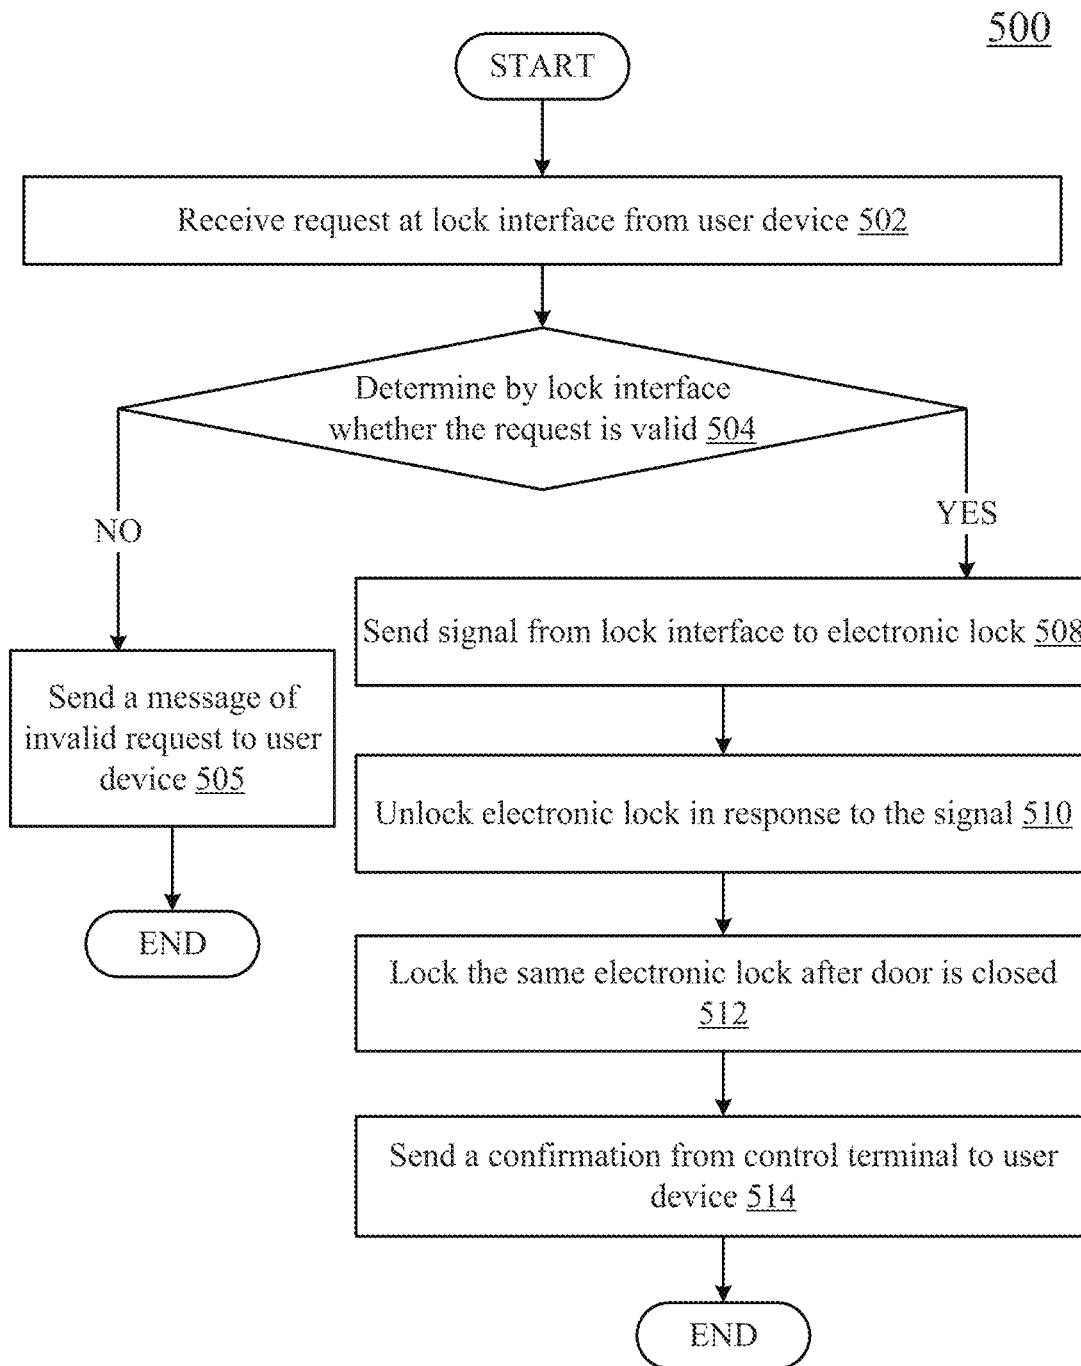 500
START
Receive request at lock interface from user device 502
Determine by lock interface
whether the request is valid 504
NO
YES
Send signal from lock interface to electronic lock 508
Send a message of
invalid request to user
device 505
Unlock electronic lock in response to the signal 510
END
Lock the same electronic lock after door is closed
512
Send a confirmation from control terminal to user
device 514
END